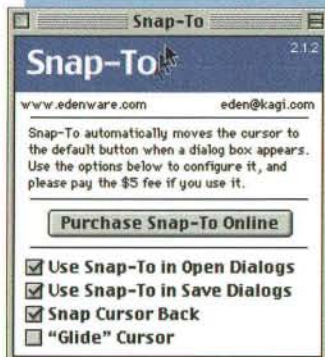 Snap-To
Snap-To
2.1.2
www.edenware.com eden@kagi.com
Snap-To automatically moves the cursor to
the default button when a dialog box appears.
Use the options below to configure it, and
please pay the $5 fee if you use it.
Purchase Snap-To Online
Use Snap-To in Open Dialogs
Use Snap-To in Save Dialogs
Snap Cursor Back
“Glide” Cursor